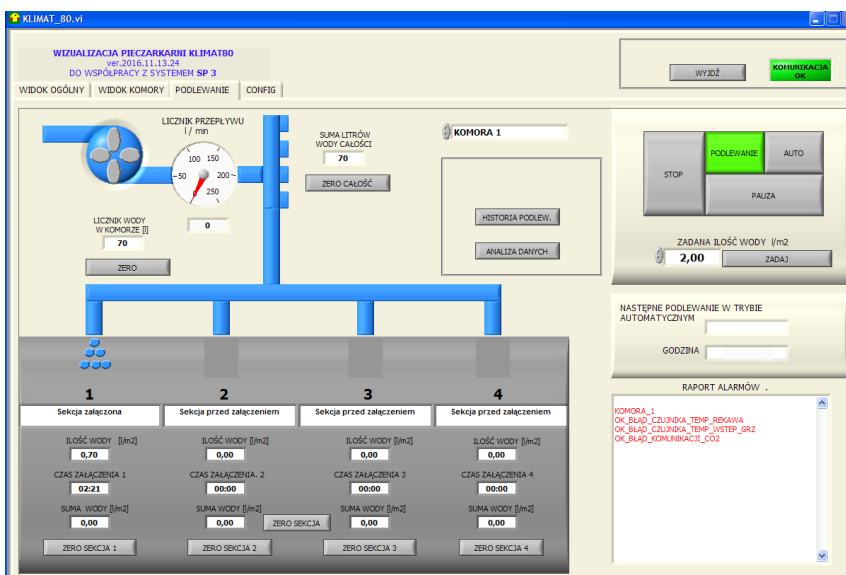 KLIMAT_80.vi
WIZUALIZACJA PIECZARKARNI KLIMAT80
ver.2016.11.13.24
DO WSPÓŁPRACY Z SYSTEMEM SP 3
WYJDŹ
KOMUNIKACJA
OK
WIDOK OGÓLNY
WIDOK KOMORY
PODLEWANIE
CONFIG
LICZNIK PRZEPŁYWU
l / min
50
100
150
200
250
0
LICZNIK WODY
W KOMORZE [l]
70
ZERO
SUMA LITRÓW
WODY CAŁOŚCI
70
ZERO CAŁOŚĆ
KOMORA 1
HISTORIA PODLEW.
ANALIZA DANYCH
STOP
PODLEWANIE
AUTO
PAUZA
ZADANA ILOŚĆ WODY l/m2
2,00
ZADAJ
NASTĘPNE PODLEWANIE W TRYBIE
AUTOMATYCZNYM
GODZINA
RAPORT ALARMÓW .
KOMORA_1
OK_BŁĄD_CZUJNIKA_TEMP_REKAWA
OK_BŁĄD_CZUJNIKA_TEMP_WSTEP_GRZ
OK_BŁĄD_KOMUNIKACJI_CO2
1
2
3
4
Sekcja załączona
Sekcja przed załączeniem
Sekcja przed załączeniem
Sekcja przed załączeniem
ILOŚĆ WODY [l/m2]
ILOŚĆ WODY [l/m2]
ILOŚĆ WODY [l/m2]
ILOŚĆ WODY [l/m2]
0,70
0,00
0,00
0,00
CZAS ZAŁĄCZENIA 1
CZAS ZAŁĄCZENIA. 2
CZAS ZAŁĄCZENIA 3
CZAS ZAŁĄCZENIA 4
02:21
00:00
00:00
00:00
SUMA WODY [l/m2]
SUMA WODY [l/m2]
SUMA WODY [l/m2]
SUMA WODY [l/m2]
0,00
0,00
ZERO SEKCJA
0,00
0,00
ZERO SEKCJA 1
ZERO SEKCJA 2
ZERO SEKCJA 3
ZERO SEKCJA 4